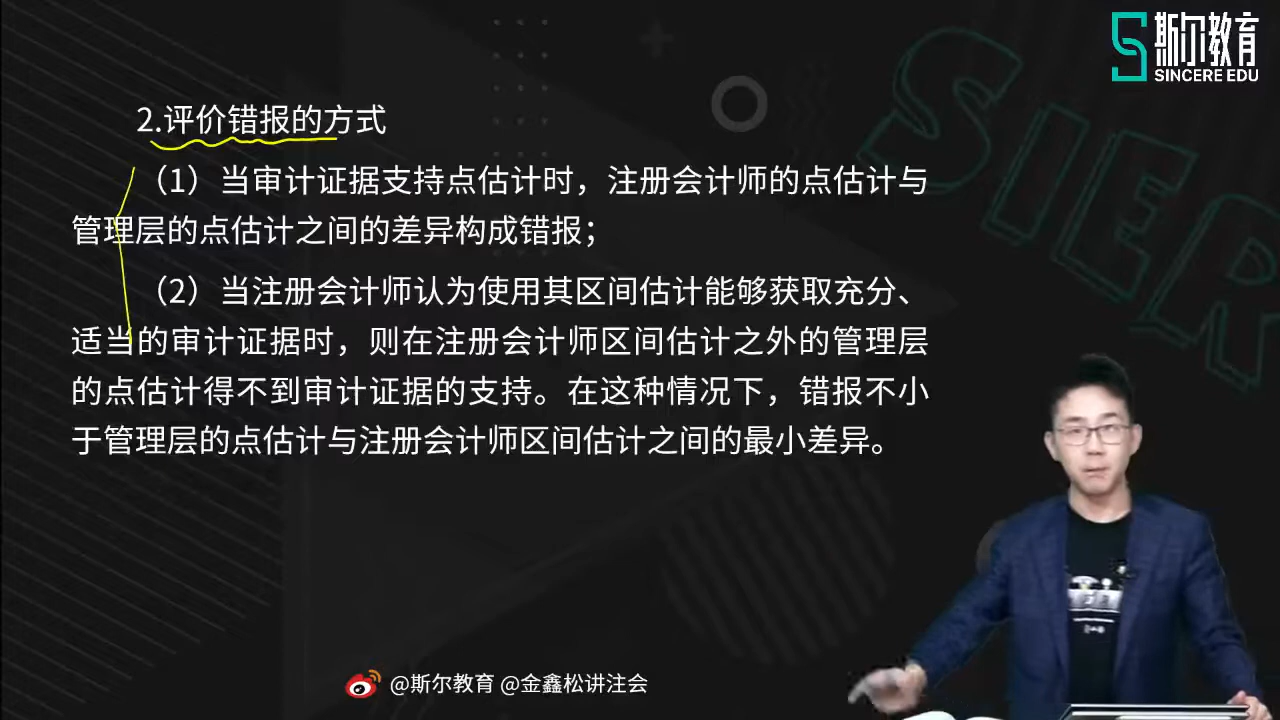 斯尔教育
SINCERE EDU
2.评价错报的方式
（1）当审计证据支持点估计时，注册会计师的点估计与
管理层的点估计之间的差异构成错报；
（2）当注册会计师认为使用其区间估计能够获取充分、
适当的审计证据时，则在注册会计师区间估计之外的管理层
的点估计得不到审计证据的支持。在这种情况下，错报不小
于管理层的点估计与注册会计师区间估计之间的最小差异。
@斯尔教育 @金鑫松讲注会